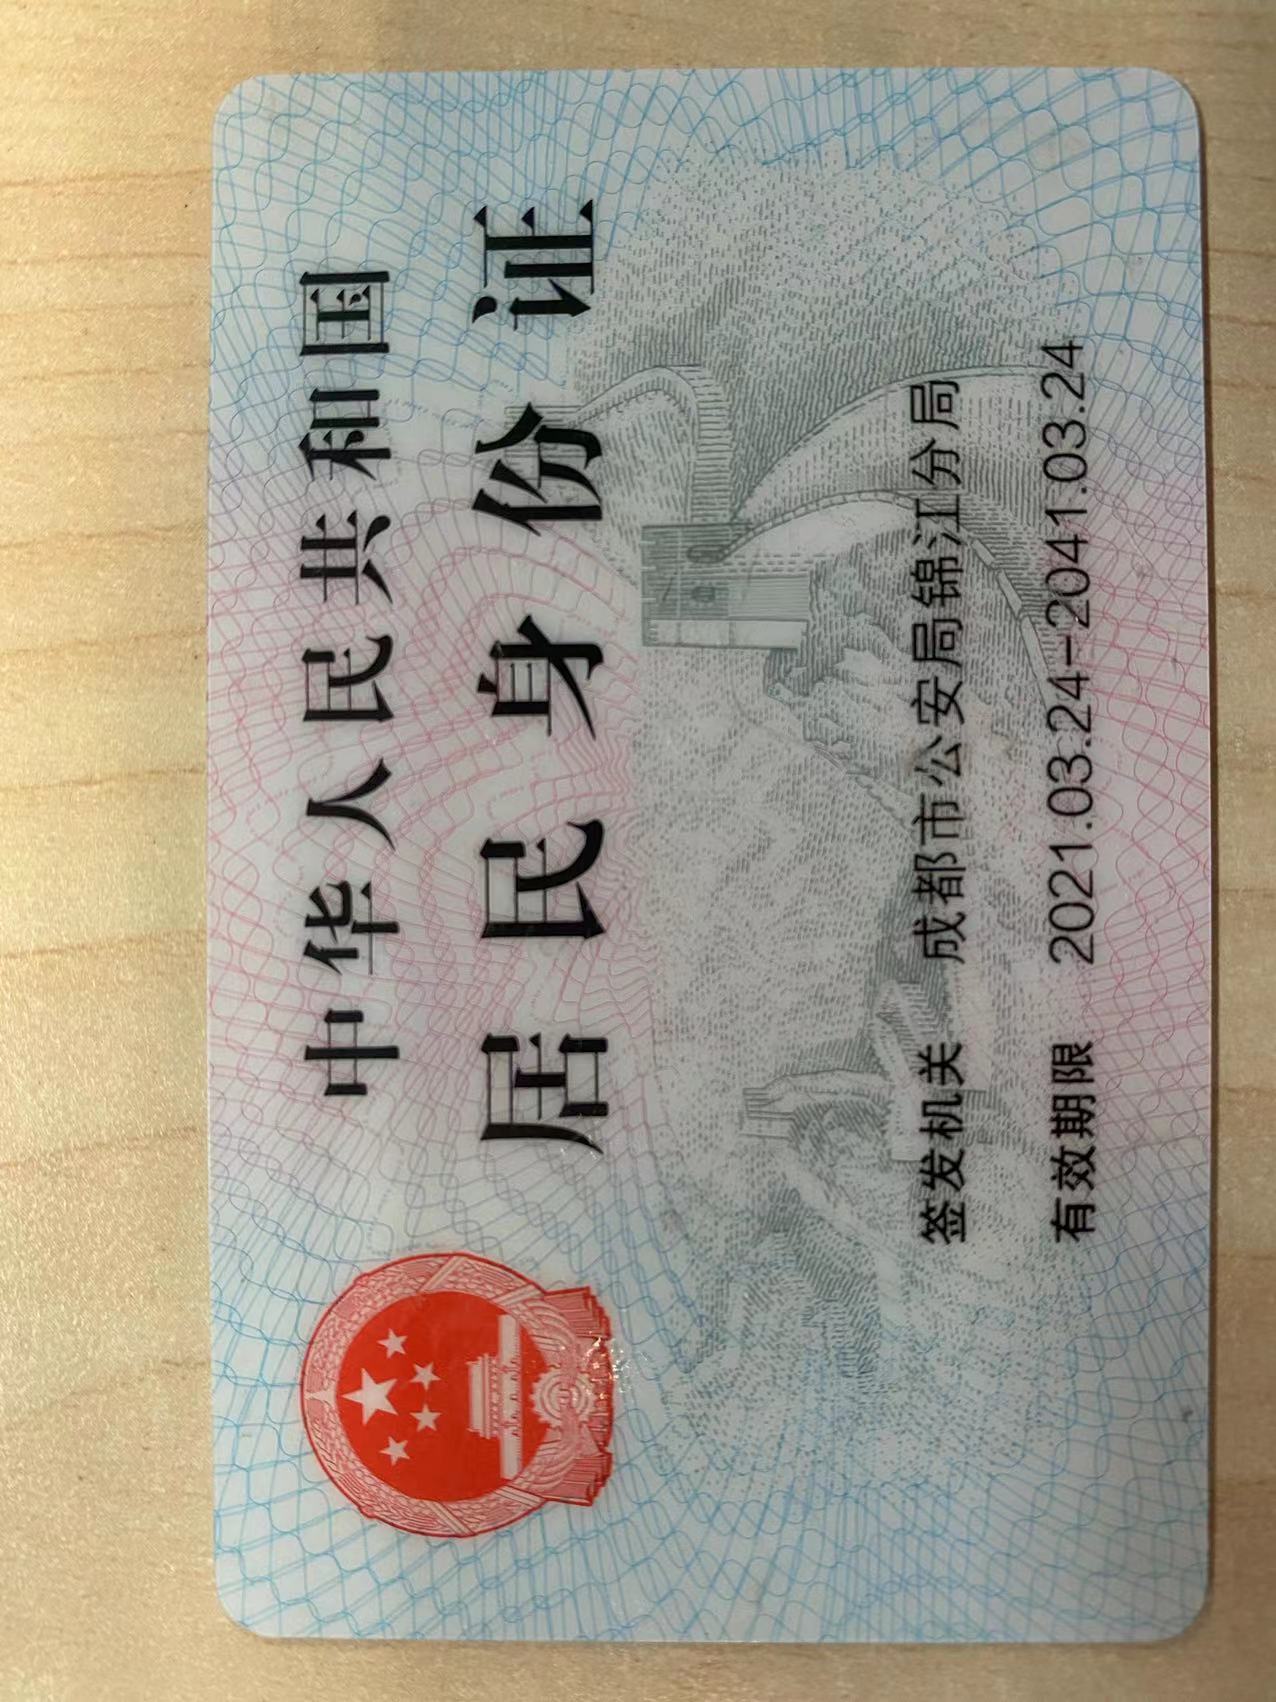 中华人民共和国
居民身份证
签发机关 成都市公安局锦江分局
有效期限 2021.03.24-2041.03.24